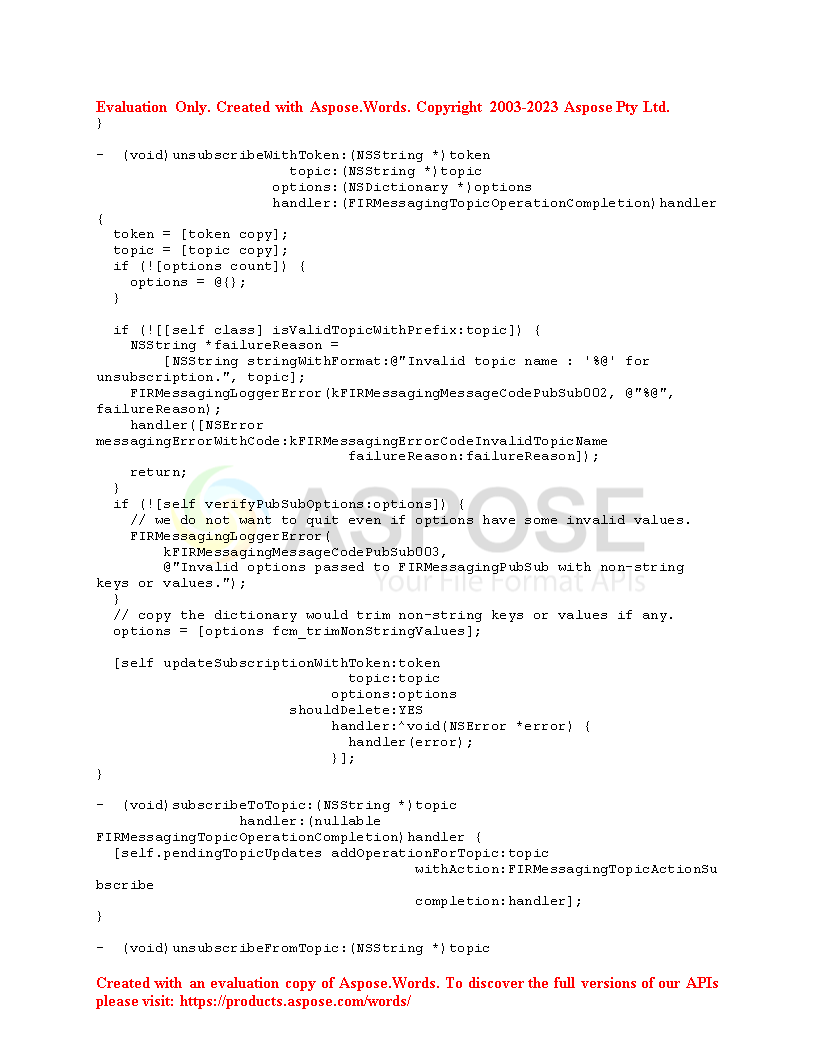 Evaluation Only. Created with Aspose.Words. Copyright 2003-2023 Aspose Pty Ltd.
}
- (void)unsubscribeWithToken:(NSString *)token
topic:(NSString *)topic
options:(NSDictionary *)options
handler:(FIRMessagingTopicOperationCompletion)handler
{
token = [token copy];
topic = [topic copy];
if (![options count]) {
options = @{};
}
if (![[self class] isValidTopicWithPrefix:topic]) {
NSString *failureReason =
[NSString stringWithFormat:@"Invalid topic name : '%@' for
unsubscription.", topic];
FIRMessagingLoggerError(kFIRMessagingMessageCodePubSub002, @"%@",
failureReason);
handler([NSError
messagingErrorWithCode:kFIRMessagingErrorCodeInvalidTopicName
failureReason:failureReason]);
return;
}
if (![self verifyPubSubOptions:options]) {
// we do not want to quit even if options have some invalid values.
FIRMessagingLoggerError(
kFIRMessagingMessageCodePubSub003,
@"Invalid options passed to FIRMessagingPubSub with non-string
keys or values.");
}
// copy the dictionary would trim non-string keys or values if any.
options = [options fcm_trimNonStringValues];
[self updateSubscriptionWithToken:token
topic:topic
options:options
shouldDelete:YES
handler:^void(NSError *error) {
handler(error);
}];
}
- (void)subscribeToTopic:(NSString *)topic
handler:(nullable
FIRMessagingTopicOperationCompletion)handler {
[self.pendingTopicUpdates addOperationForTopic:topic
withAction:FIRMessagingTopicActionSu
bscribe
completion:handler];
}
- (void)unsubscribeFromTopic:(NSString *)topic
Created with an evaluation copy of Aspose.Words. To discover the full versions of our APIs
please visit: https://products.aspose.com/words/
ASPOSE
Your File Format APIs